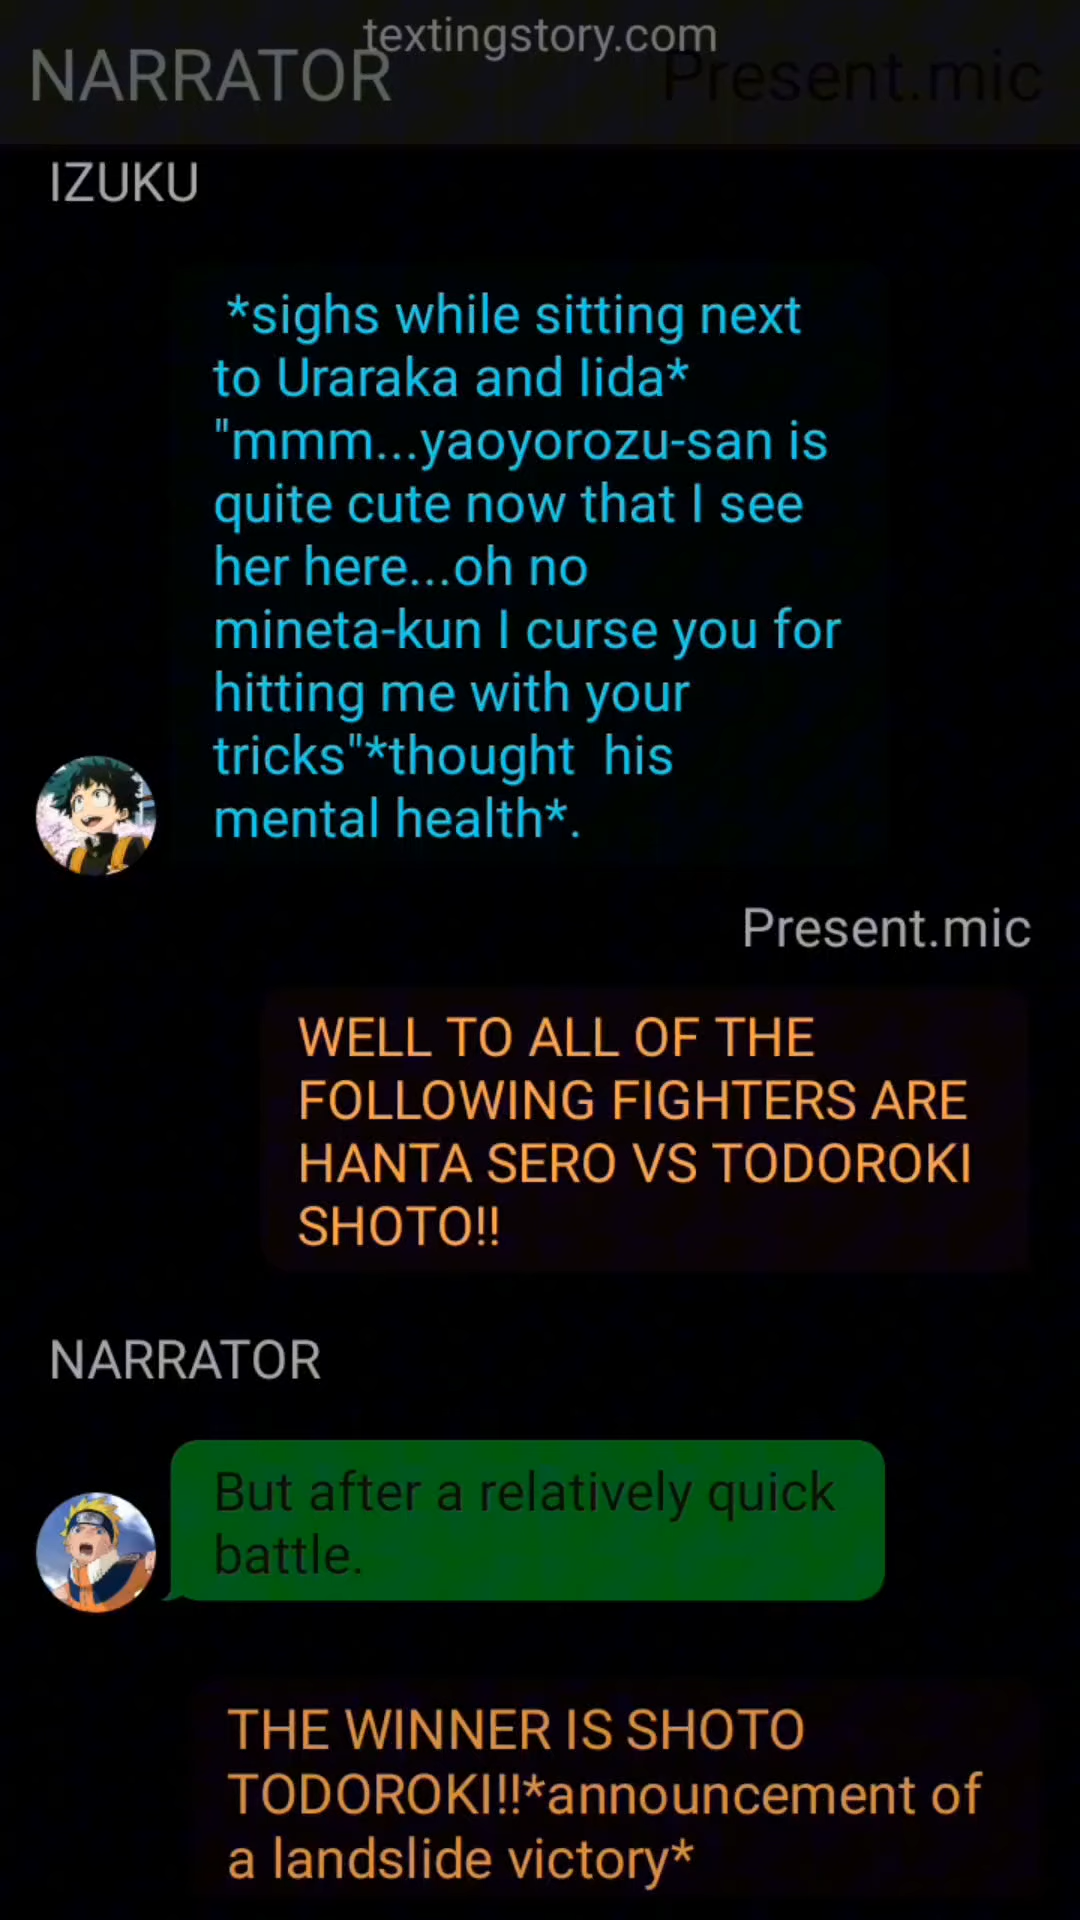 textingstory.com
NARRATOR
Present.mic
IZUKU
*sighs while sitting next
to Uraraka and Iida*
"mmm...yaoyorozu-san is
quite cute now that I see
her here...oh no
mineta-kun I curse you for
hitting me with your
tricks"*thought  his
mental health*.
Present.mic
WELL TO ALL OF THE
FOLLOWING FIGHTERS ARE
HANTA SERO VS TODOROKI
SHOTO!!
NARRATOR
But after a relatively quick
battle.
THE WINNER IS SHOTO
TODOROKI!!*announcement of
a landslide victory*